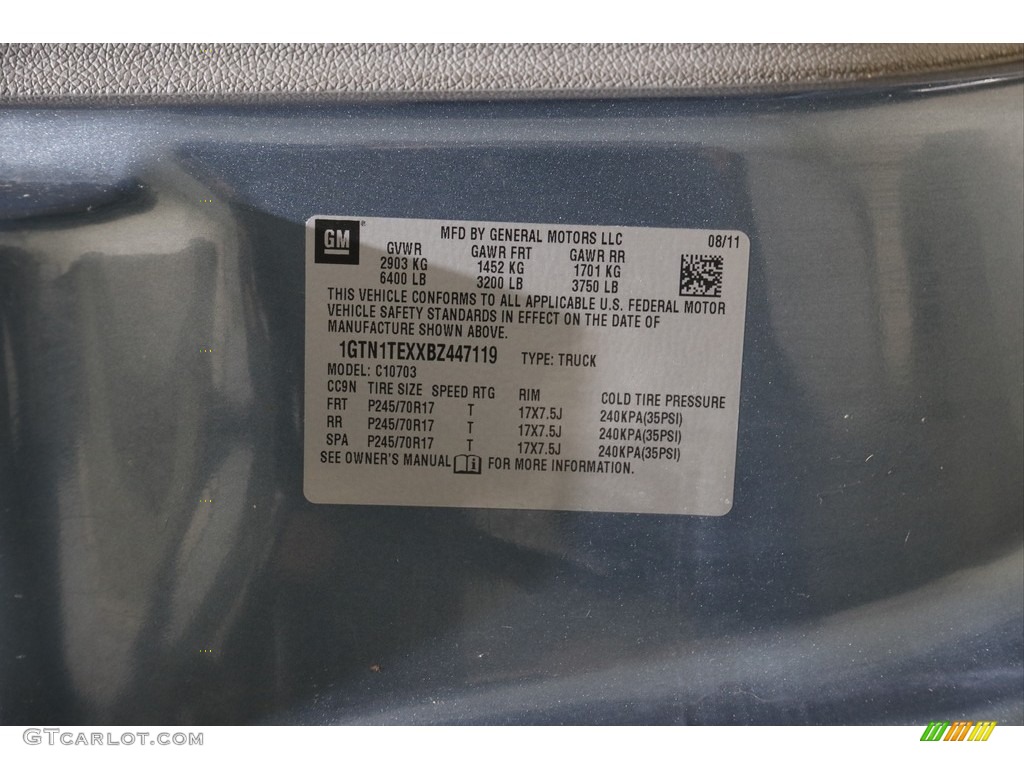 GM®
MFD BY GENERAL MOTORS LLC 08/11
GVWR GAWR FRT GAWR RR
2903 KG 1452 KG 1701 KG
6400 LB 3200 LB 3750 LB
THIS VEHICLE CONFORMS TO ALL APPLICABLE U.S. FEDERAL MOTOR
VEHICLE SAFETY STANDARDS IN EFFECT ON THE DATE OF
MANUFACTURE SHOWN ABOVE.
1GTN1TEXXBZ447119 TYPE: TRUCK
MODEL: C10703
CC9N TIRE SIZE SPEED RTG RIM COLD TIRE PRESSURE
FRT P245/70R17 T 17X7.5J 240KPA(35PSI)
RR P245/70R17 T 17X7.5J 240KPA(35PSI)
SPA P245/70R17 T 17X7.5J 240KPA(35PSI)
SEE OWNER'S MANUAL i FOR MORE INFORMATION.
GTCarlot.com